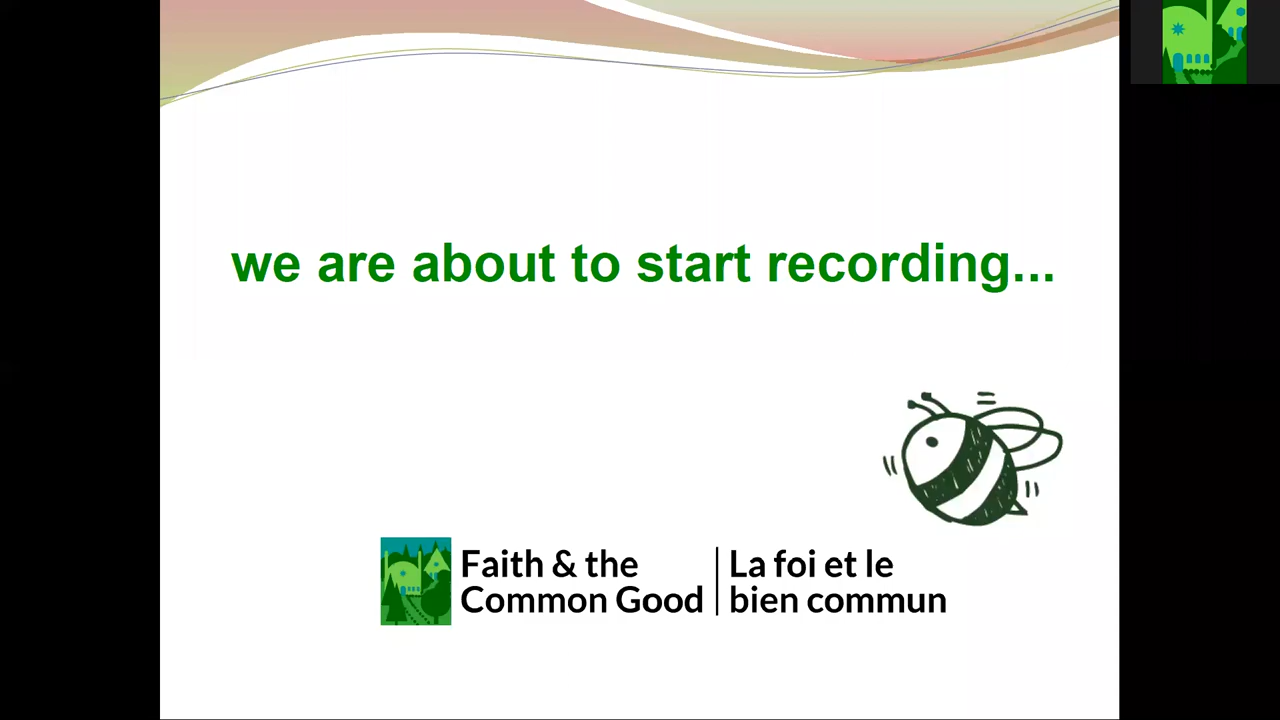 we are about to start recording...
Faith & the
Common Good
La foi et le
bien commun